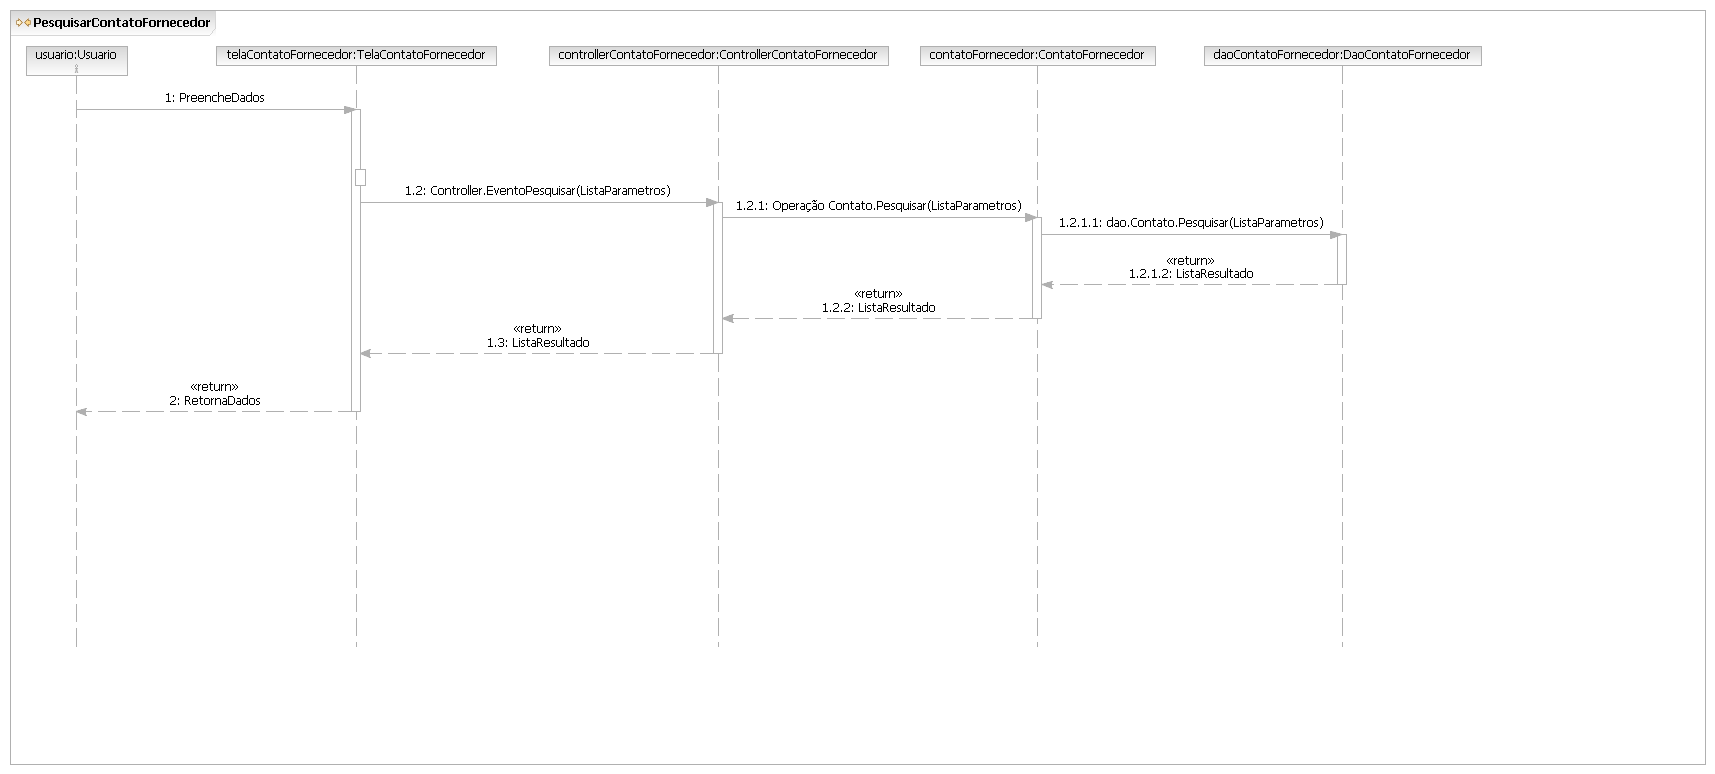 PesquisarContatoFornecedor
usuario:Usuario
telaContatoFornecedor:TelaContatoFornecedor
controllerContatoFornecedor:ControllerContatoFornecedor
contatoFornecedor:ContatoFornecedor
daoContatoFornecedor:DaoContatoFornecedor
1: PreencheDados
1.2: Controller.EventoPesquisar(ListaParametros)
1.2.1: Operação Contato.Pesquisar(ListaParametros)
1.2.1.1: dao.Contato.Pesquisar(ListaParametros)
«return»
1.2.1.2: ListaResultado
«return»
1.2.2: ListaResultado
«return»
1.3: ListaResultado
«return»
2: RetornaDados